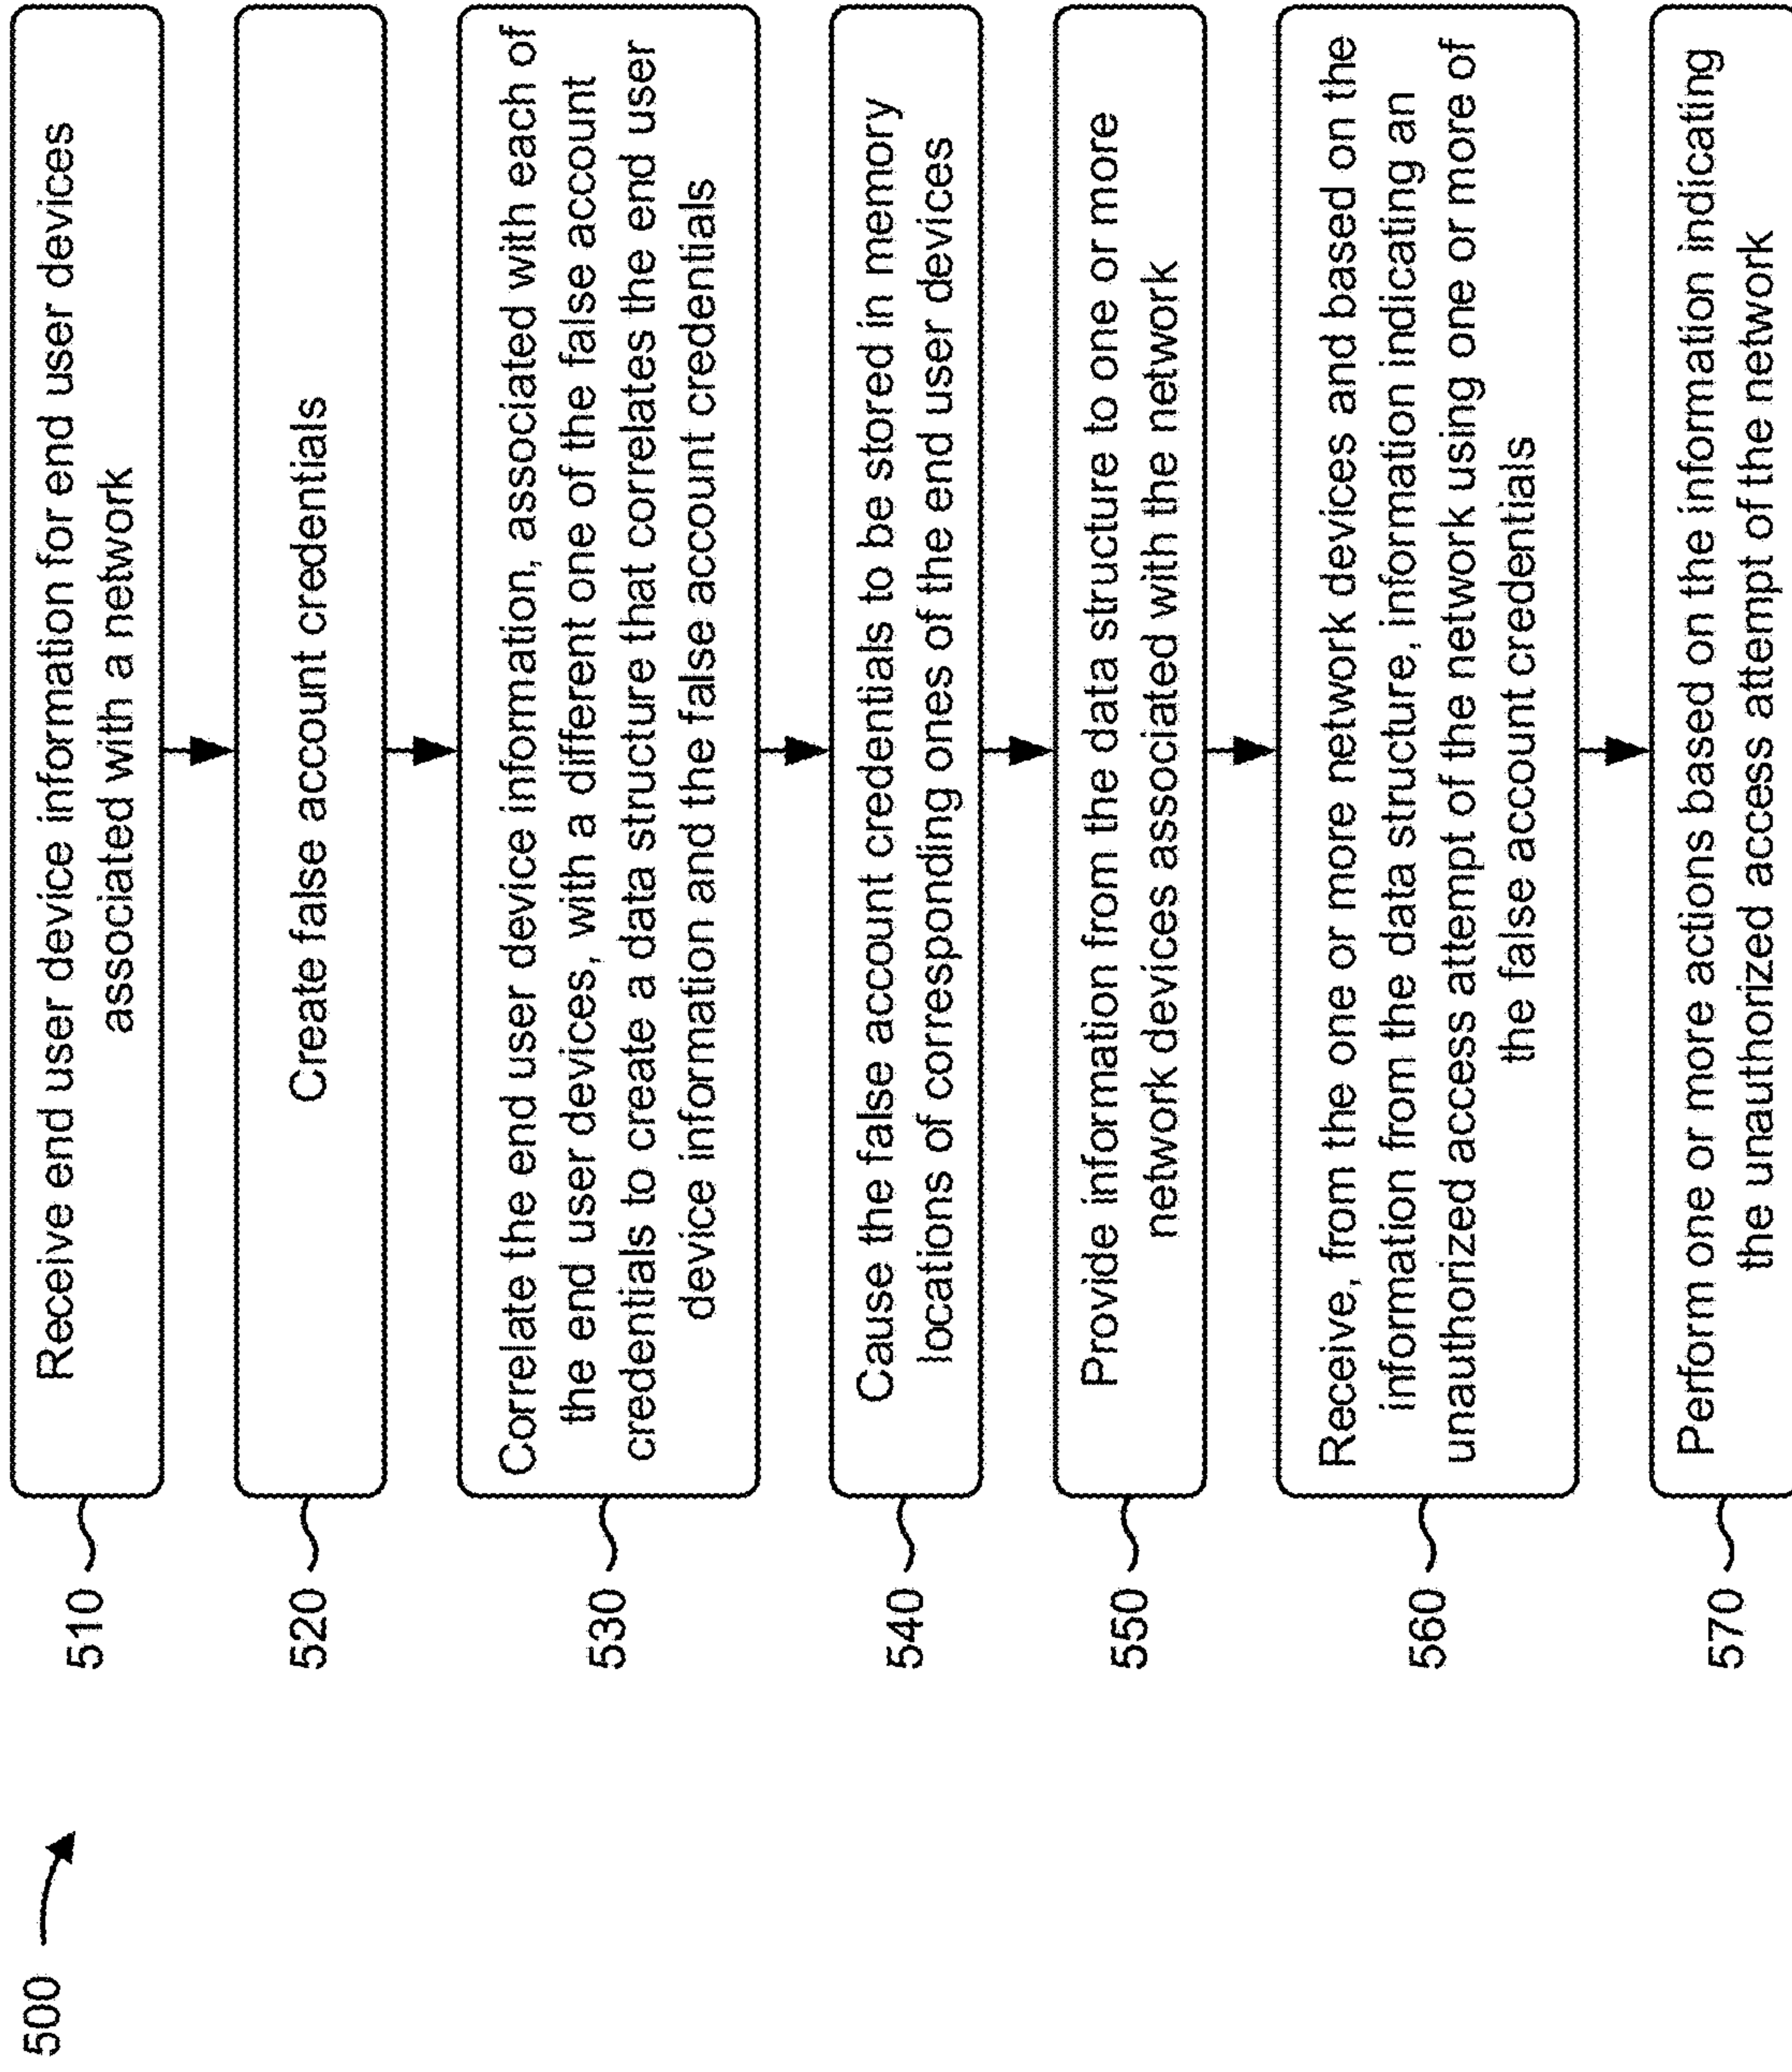 500
510
Receive end user device information for end user devices
associated with a network
520
Create false account credentials
530
Correlate the end user device information, associated with each of
the end user devices, with a different one of the false account
credentials to create a data structure that correlates the end user
device information and the false account credentials
540
Cause the false account credentials to be stored in memory
locations of corresponding ones of the end user devices
550
Provide information from the data structure to one or more
network devices associated with the network
560
Receive, from the one or more network devices and based on the
information from the data structure, information indicating an
unauthorized access attempt of the network using one or more of
the false account credentials
570
Perform one or more actions based on the information indicating
the unauthorized access attempt of the network